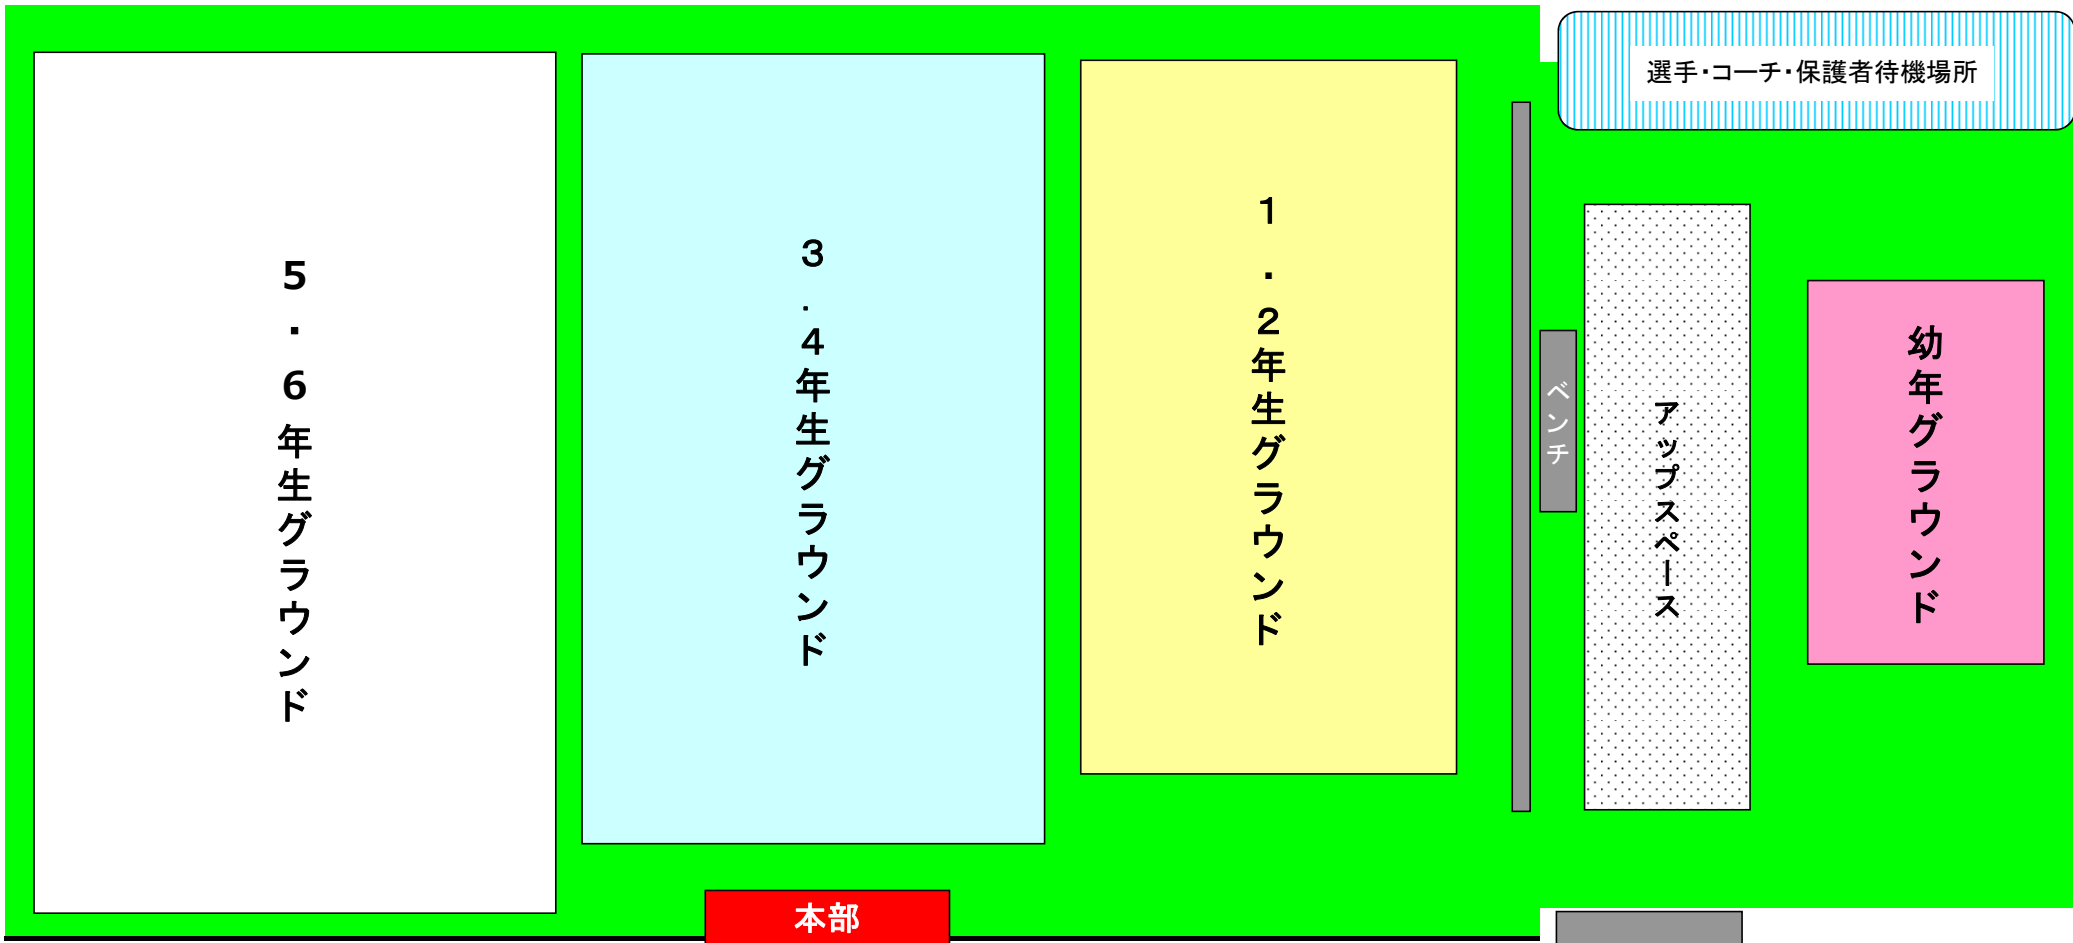 選手・コーチ・保護者待機場所
5・6年生グラウンド
3.4年生グラウンド
1.2年生グラウンド
ベンチ
アップスペース
幼年グラウンド
本部